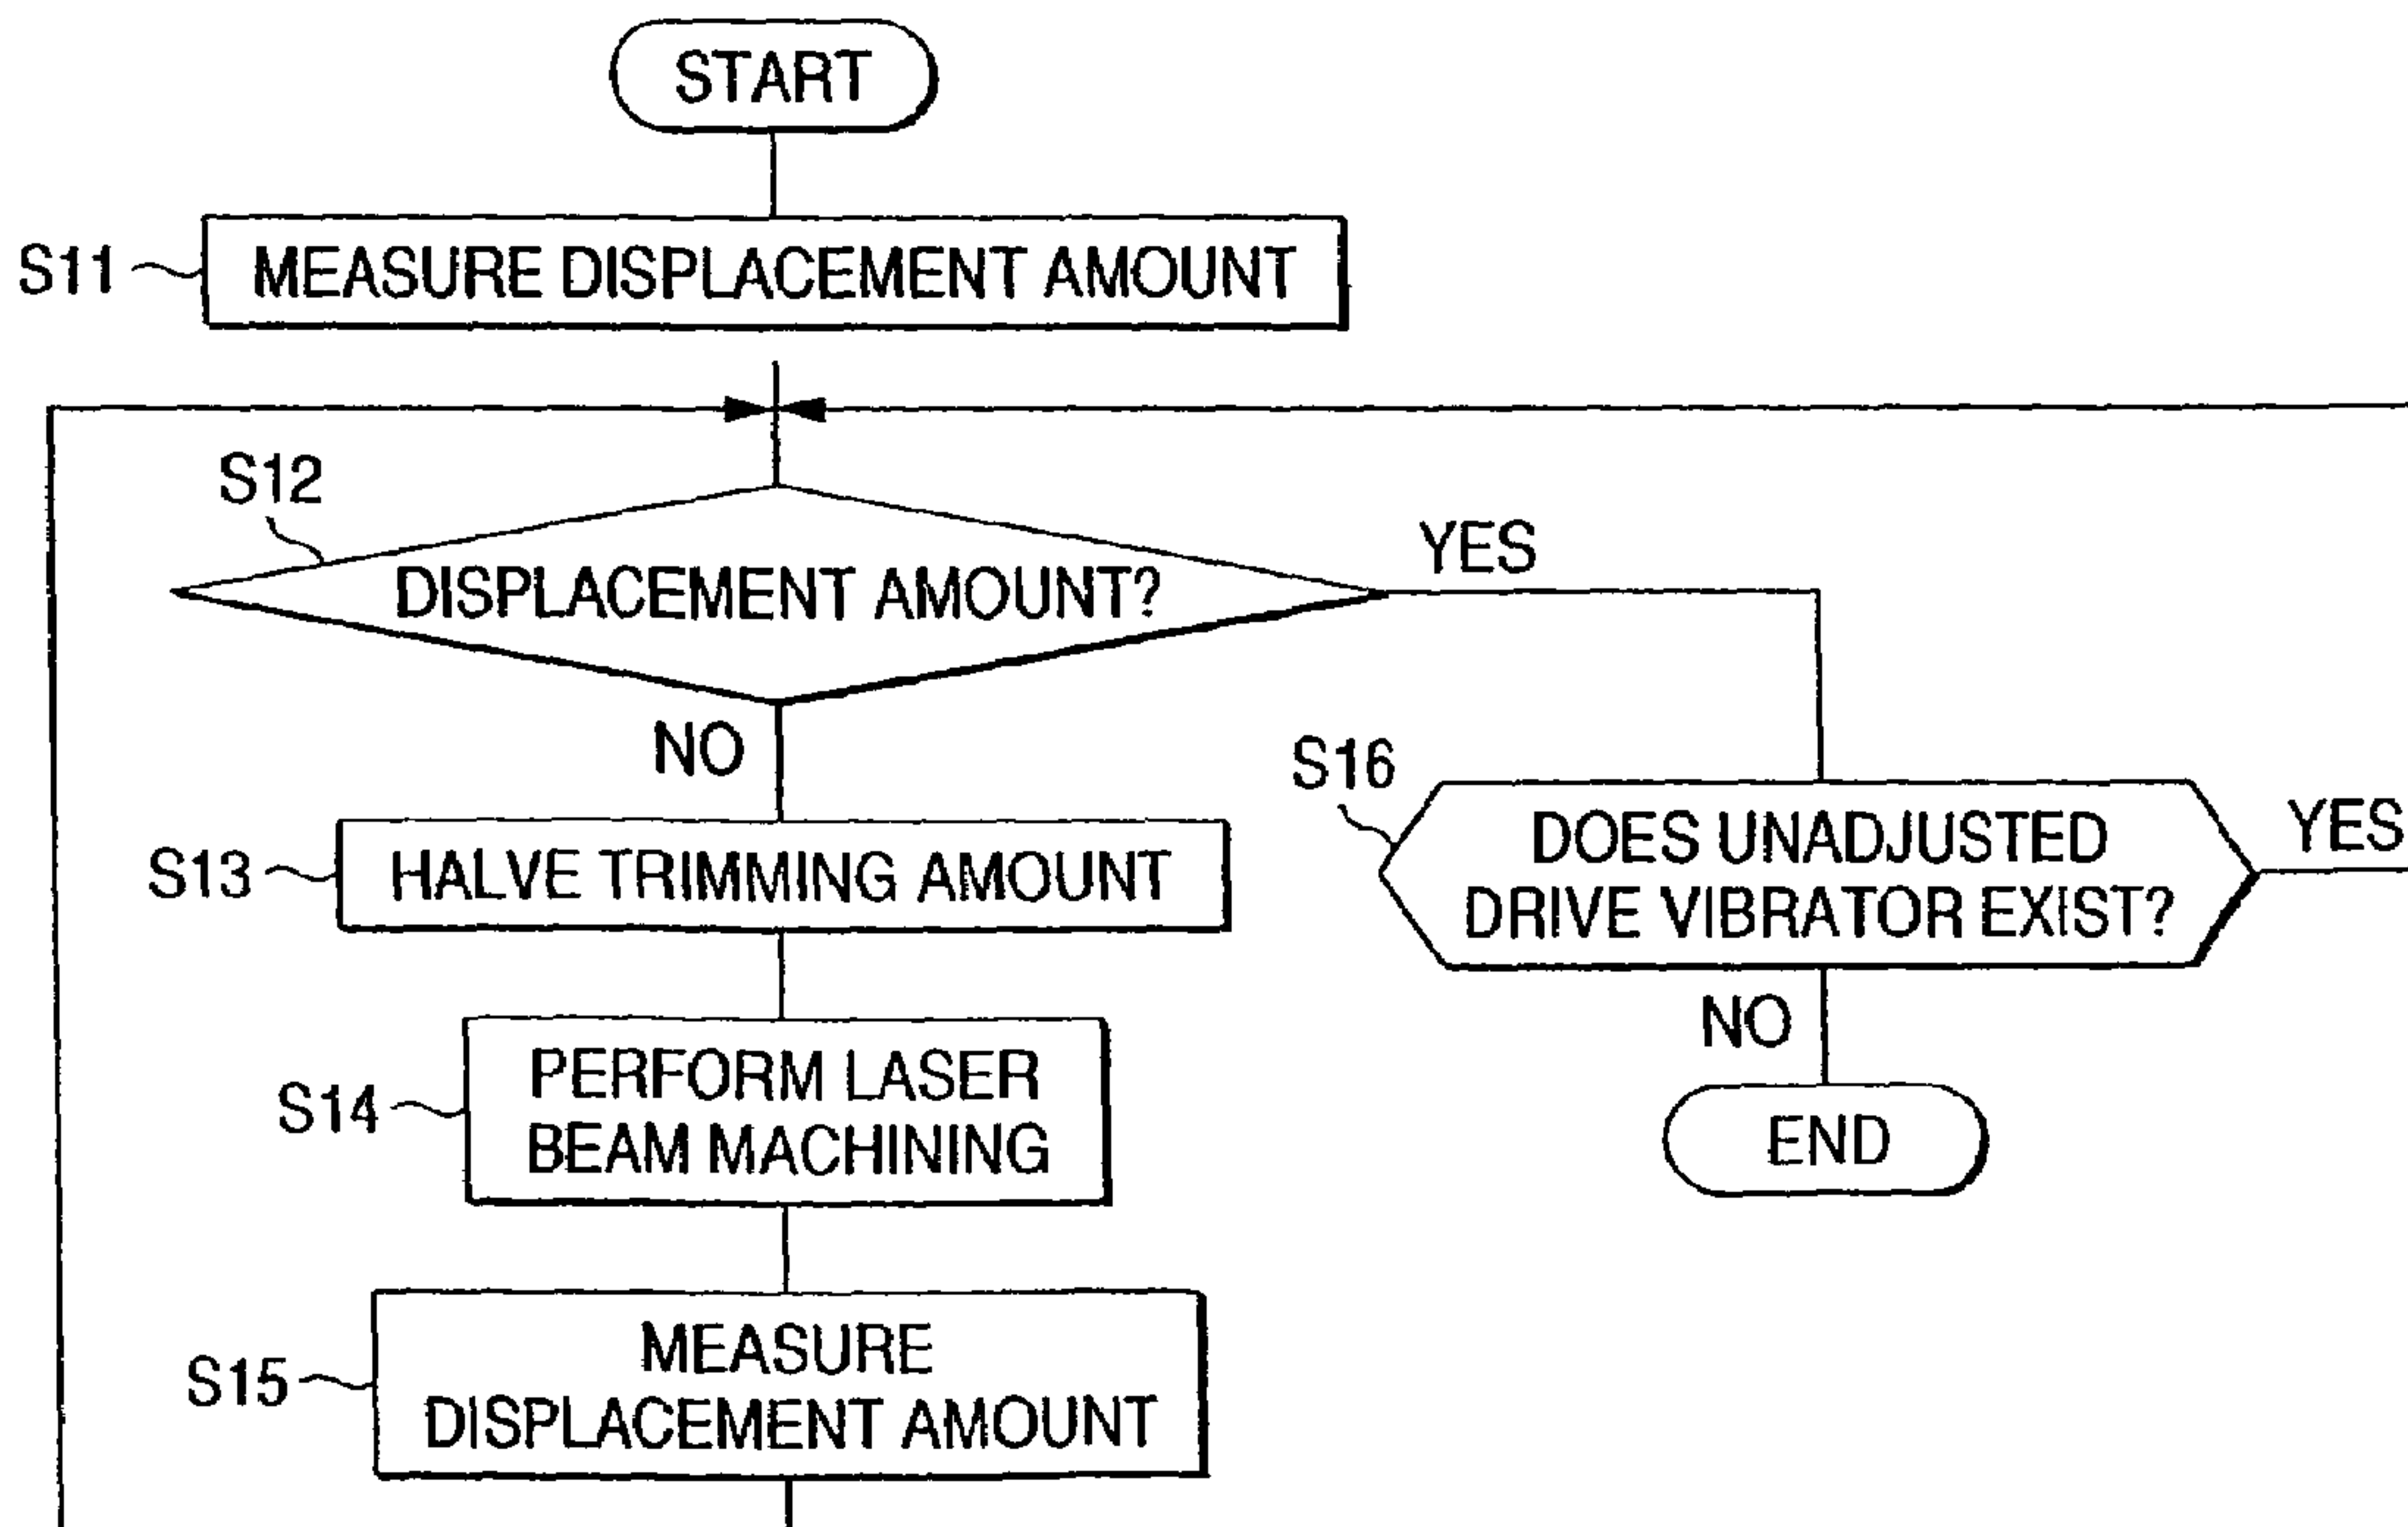 START
S11
MEASURE DISPLACEMENT AMOUNT
S12
DISPLACEMENT AMOUNT?
YES
NO
S13
HALVE TRIMMING AMOUNT
S14
PERFORM LASER
BEAM MACHINING
S15
MEASURE
DISPLACEMENT AMOUNT
S16
DOES UNADJUSTED
DRIVE VIBRATOR EXIST?
YES
NO
END